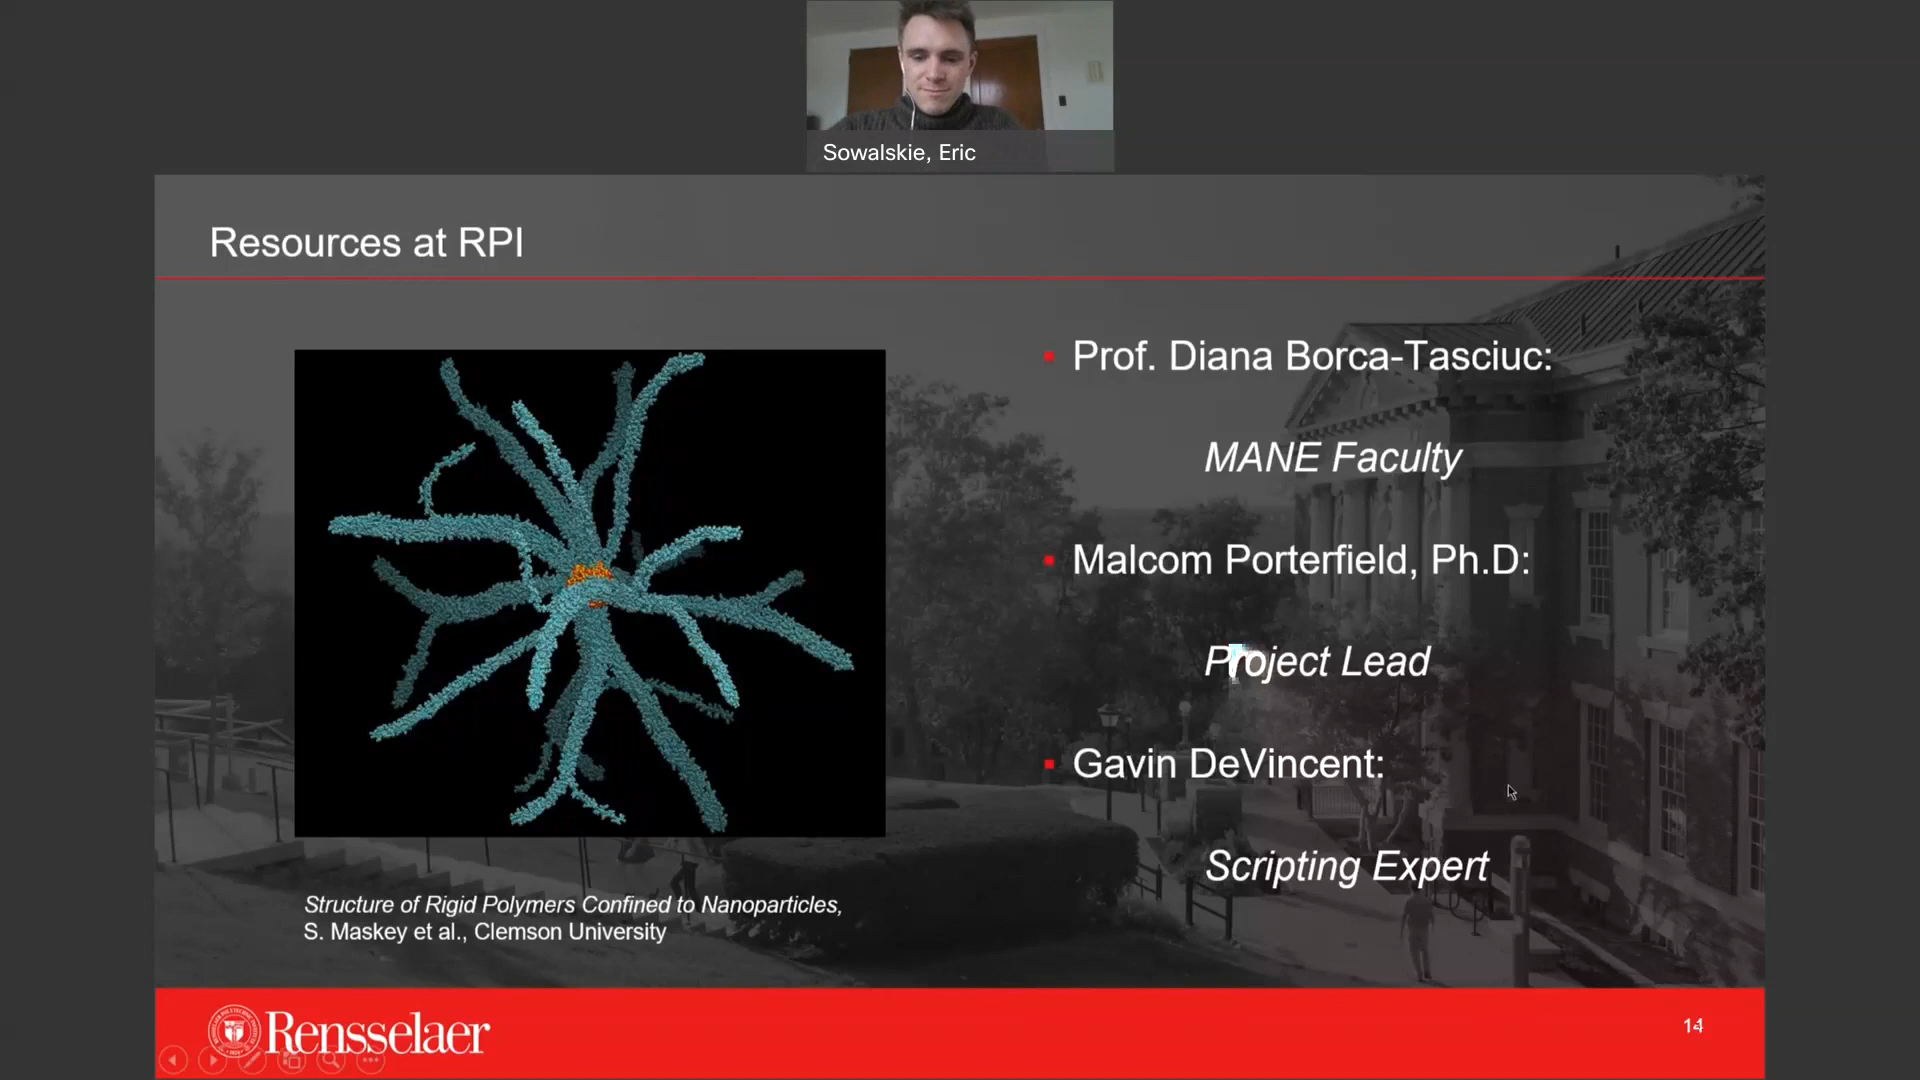 Sowalskie, Eric
Resources at RPI
Prof. Diana Borca-Tasciuc:
MANE Faculty
Malcom Porterfield, Ph.D:
Project Lead
Gavin DeVincent:
Scripting Expert
Structure of Rigid Polymers Confined to Nanoparticles,
S. Maskey et al., Clemson University
Rensselaer
14